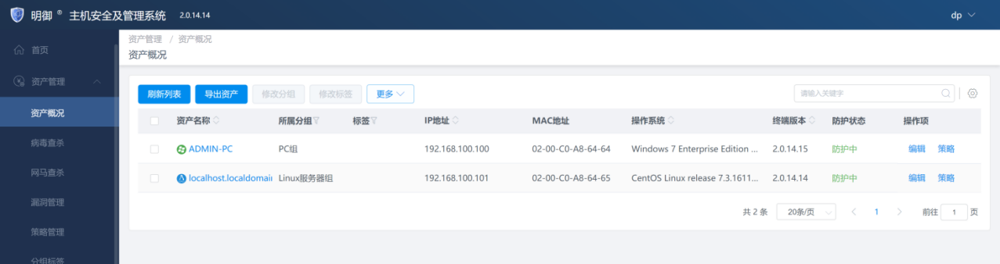 明御 ® 主机安全及管理系统 2.0.14.14 dp
首页
资产管理
资产概况
病毒查杀
网马查杀
漏洞管理
策略管理
分组标签
资产管理 / 资产概况
资产概况
刷新列表 导出资产 修改分组 修改标签 更多 请输入关键字
资产名称 所属分组 标签 IP地址 MAC地址 操作系统 终端版本 防护状态 操作项
ADMIN-PC PC组 192.168.100.100 02-00-C0-A8-64-64 Windows 7 Enterprise Edition ... 2.0.14.15 防护中 编辑 策略
localhost.localdomain Linux服务器组 192.168.100.101 02-00-C0-A8-64-65 CentOS Linux release 7.3.1611... 2.0.14.14 防护中 编辑 策略
共 2 条 20条/页 1 前往 1 页